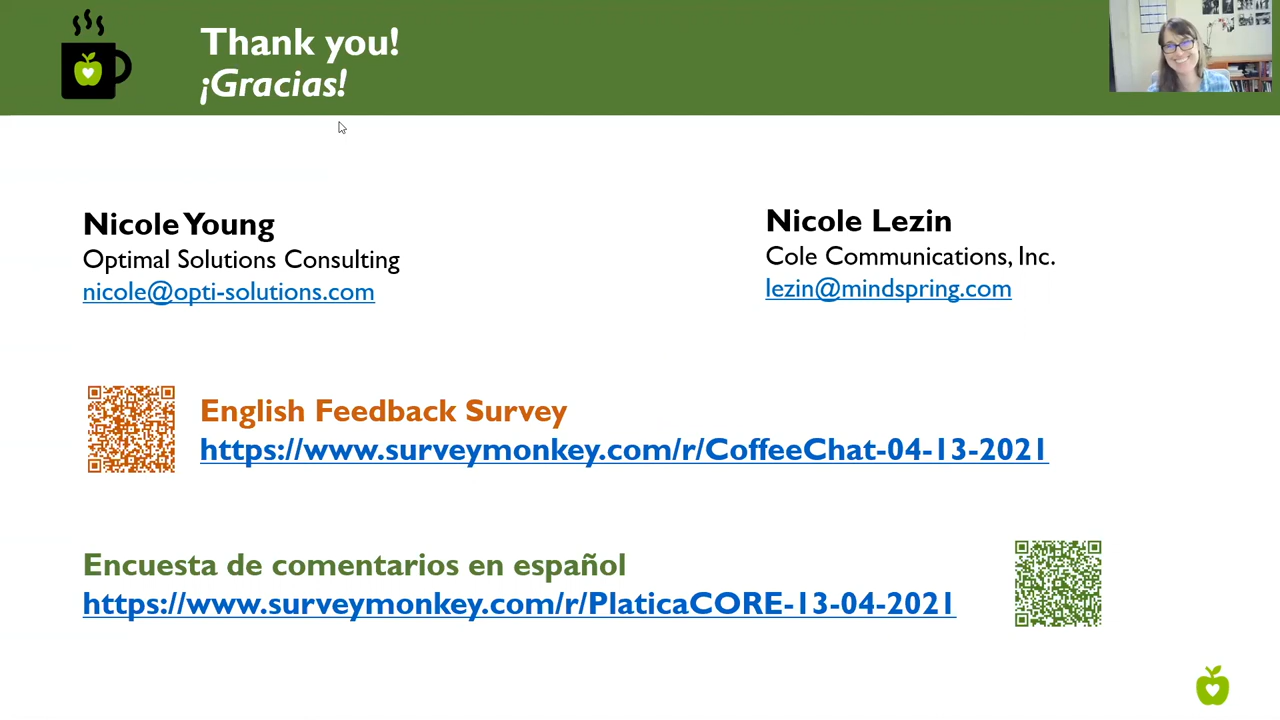 Thank you!
¡Gracias!
Nicole Young
Optimal Solutions Consulting
nicole@opti-solutions.com
Nicole Lezin
Cole Communications, Inc.
lezin@mindspring.com
English Feedback Survey
https://www.surveymonkey.com/r/CoffeeChat-04-13-2021
Encuesta de comentarios en español
https://www.surveymonkey.com/r/PlaticaCORE-13-04-2021